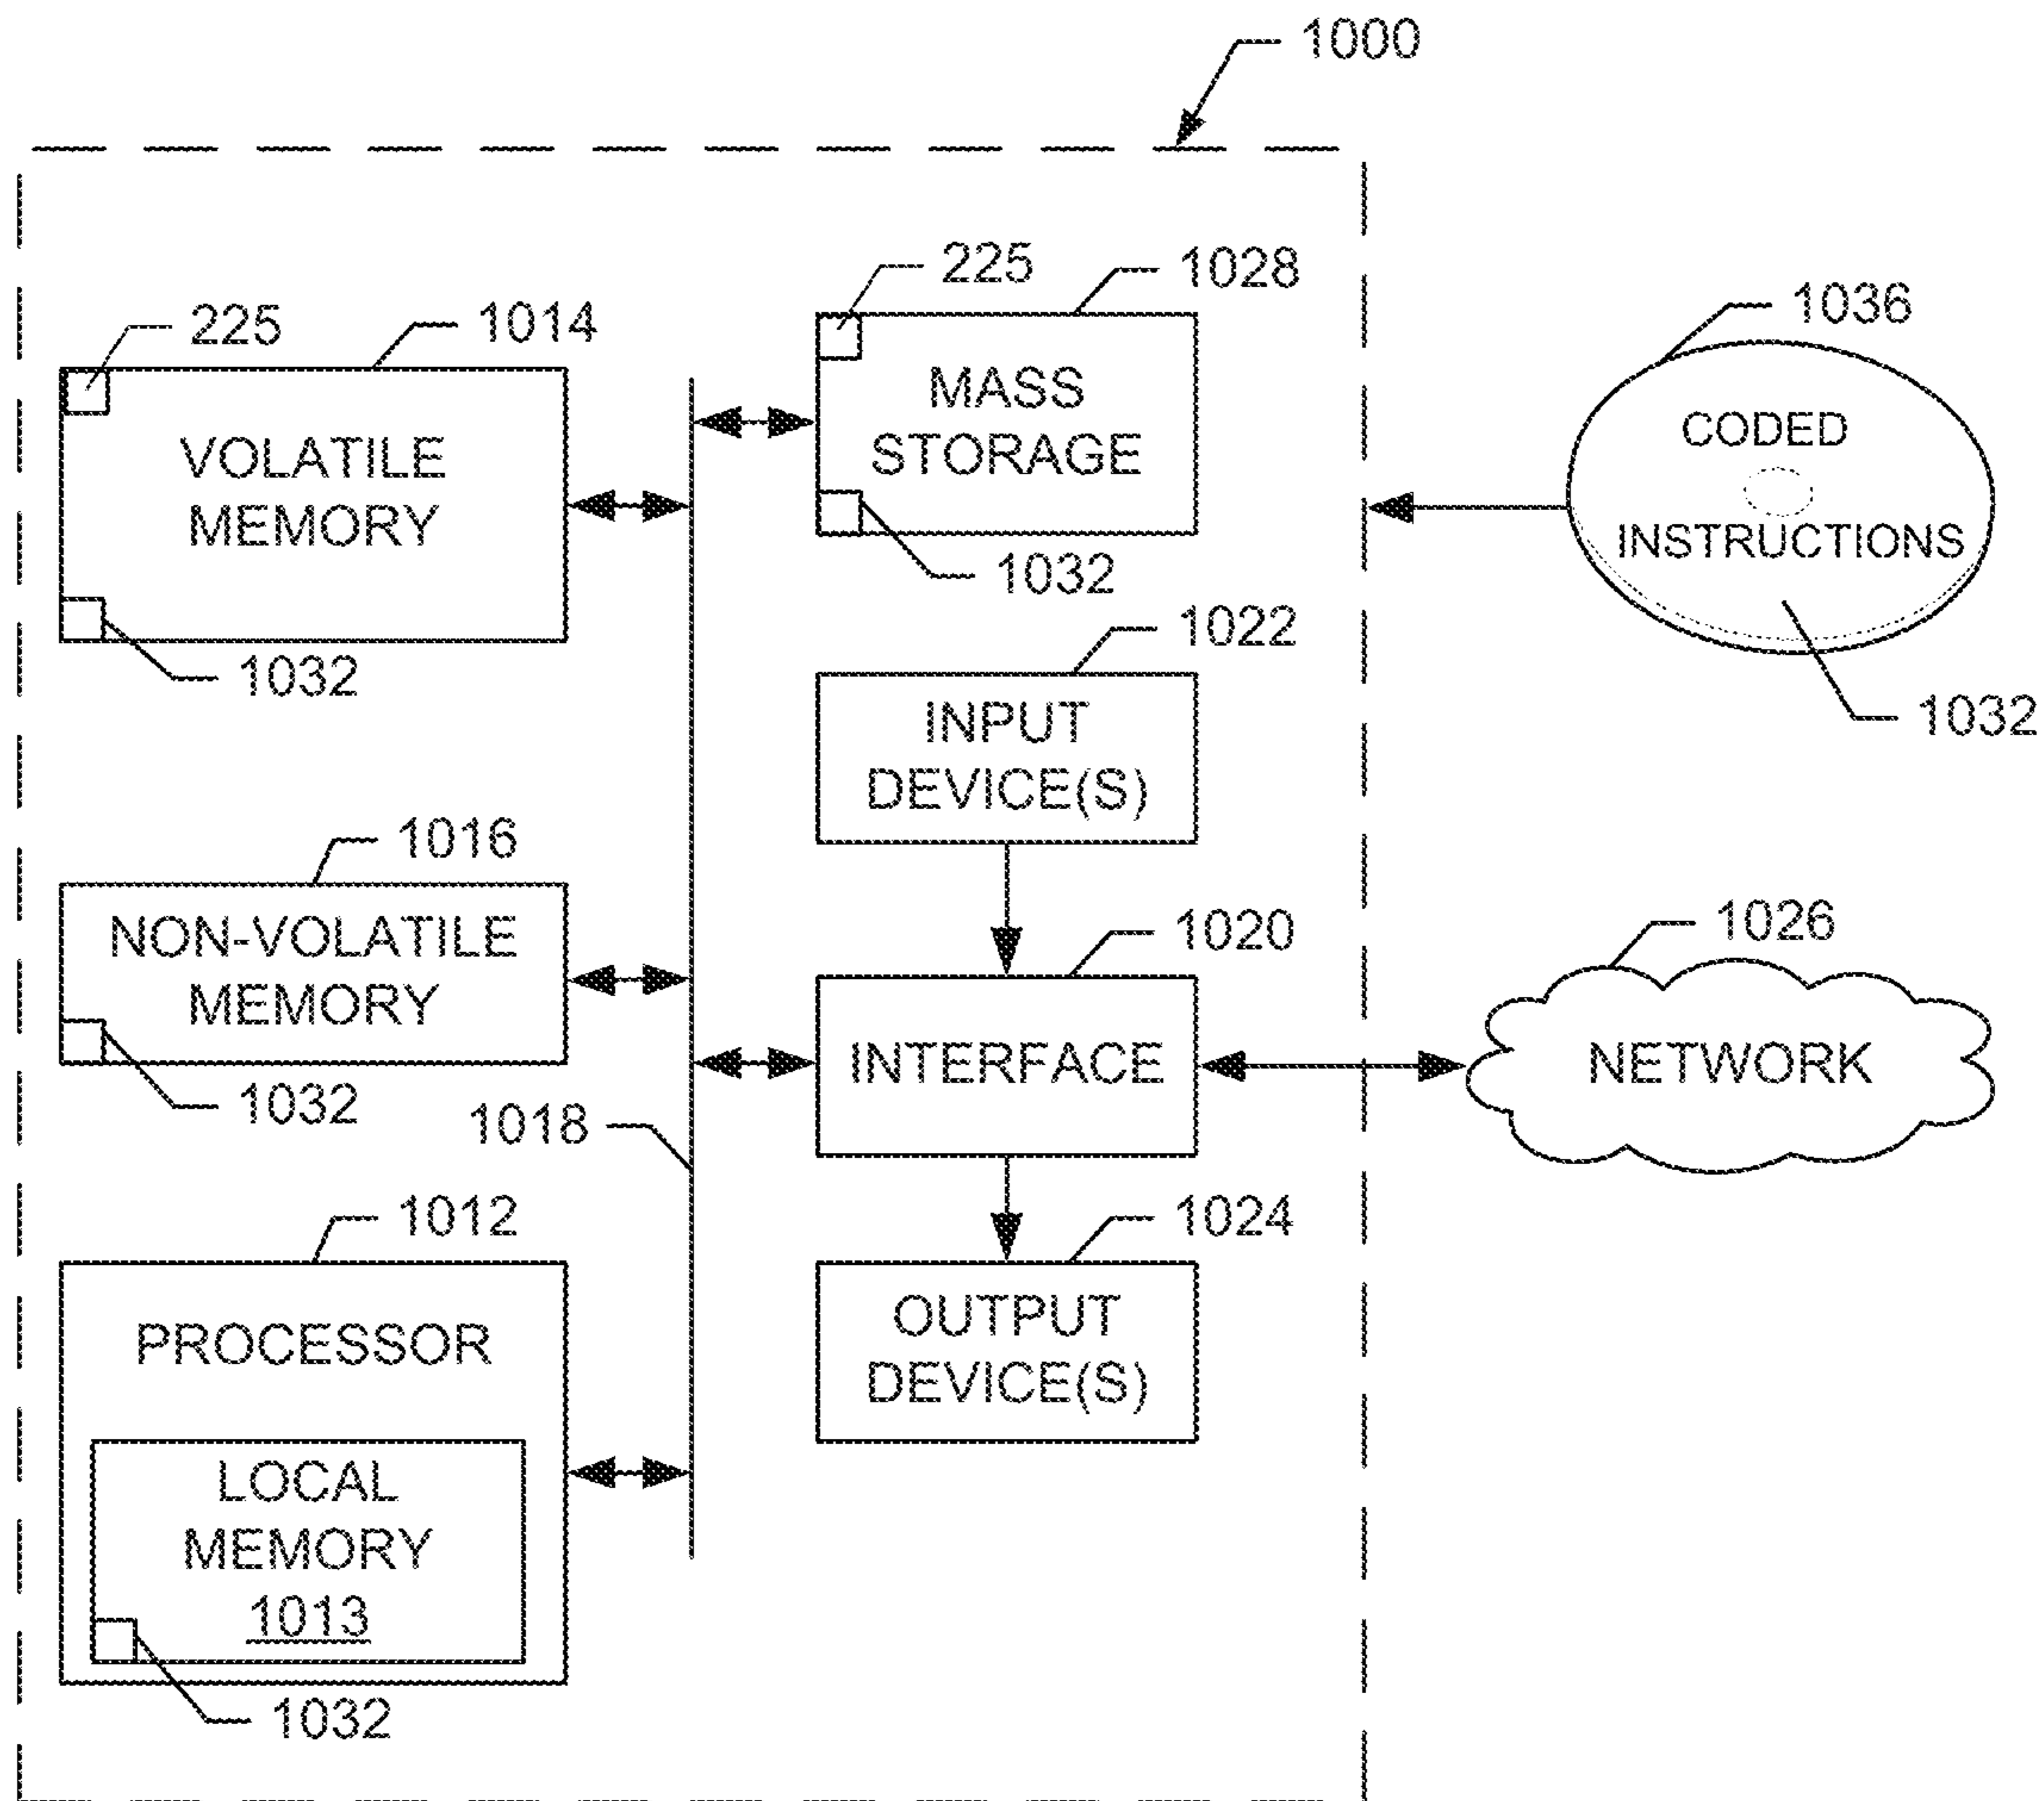 1000
225
1028
225
1014
1036
MASS
STORAGE
VOLATILE
MEMORY
CODED
INSTRUCTIONS
1032
1022
1032
1032
INPUT
DEVICE(S)
1016
1020
1026
NON-VOLATILE
MEMORY
INTERFACE
NETWORK
1032
1018
1012
1024
PROCESSOR
OUTPUT
DEVICE(S)
LOCAL
MEMORY
1013
1032